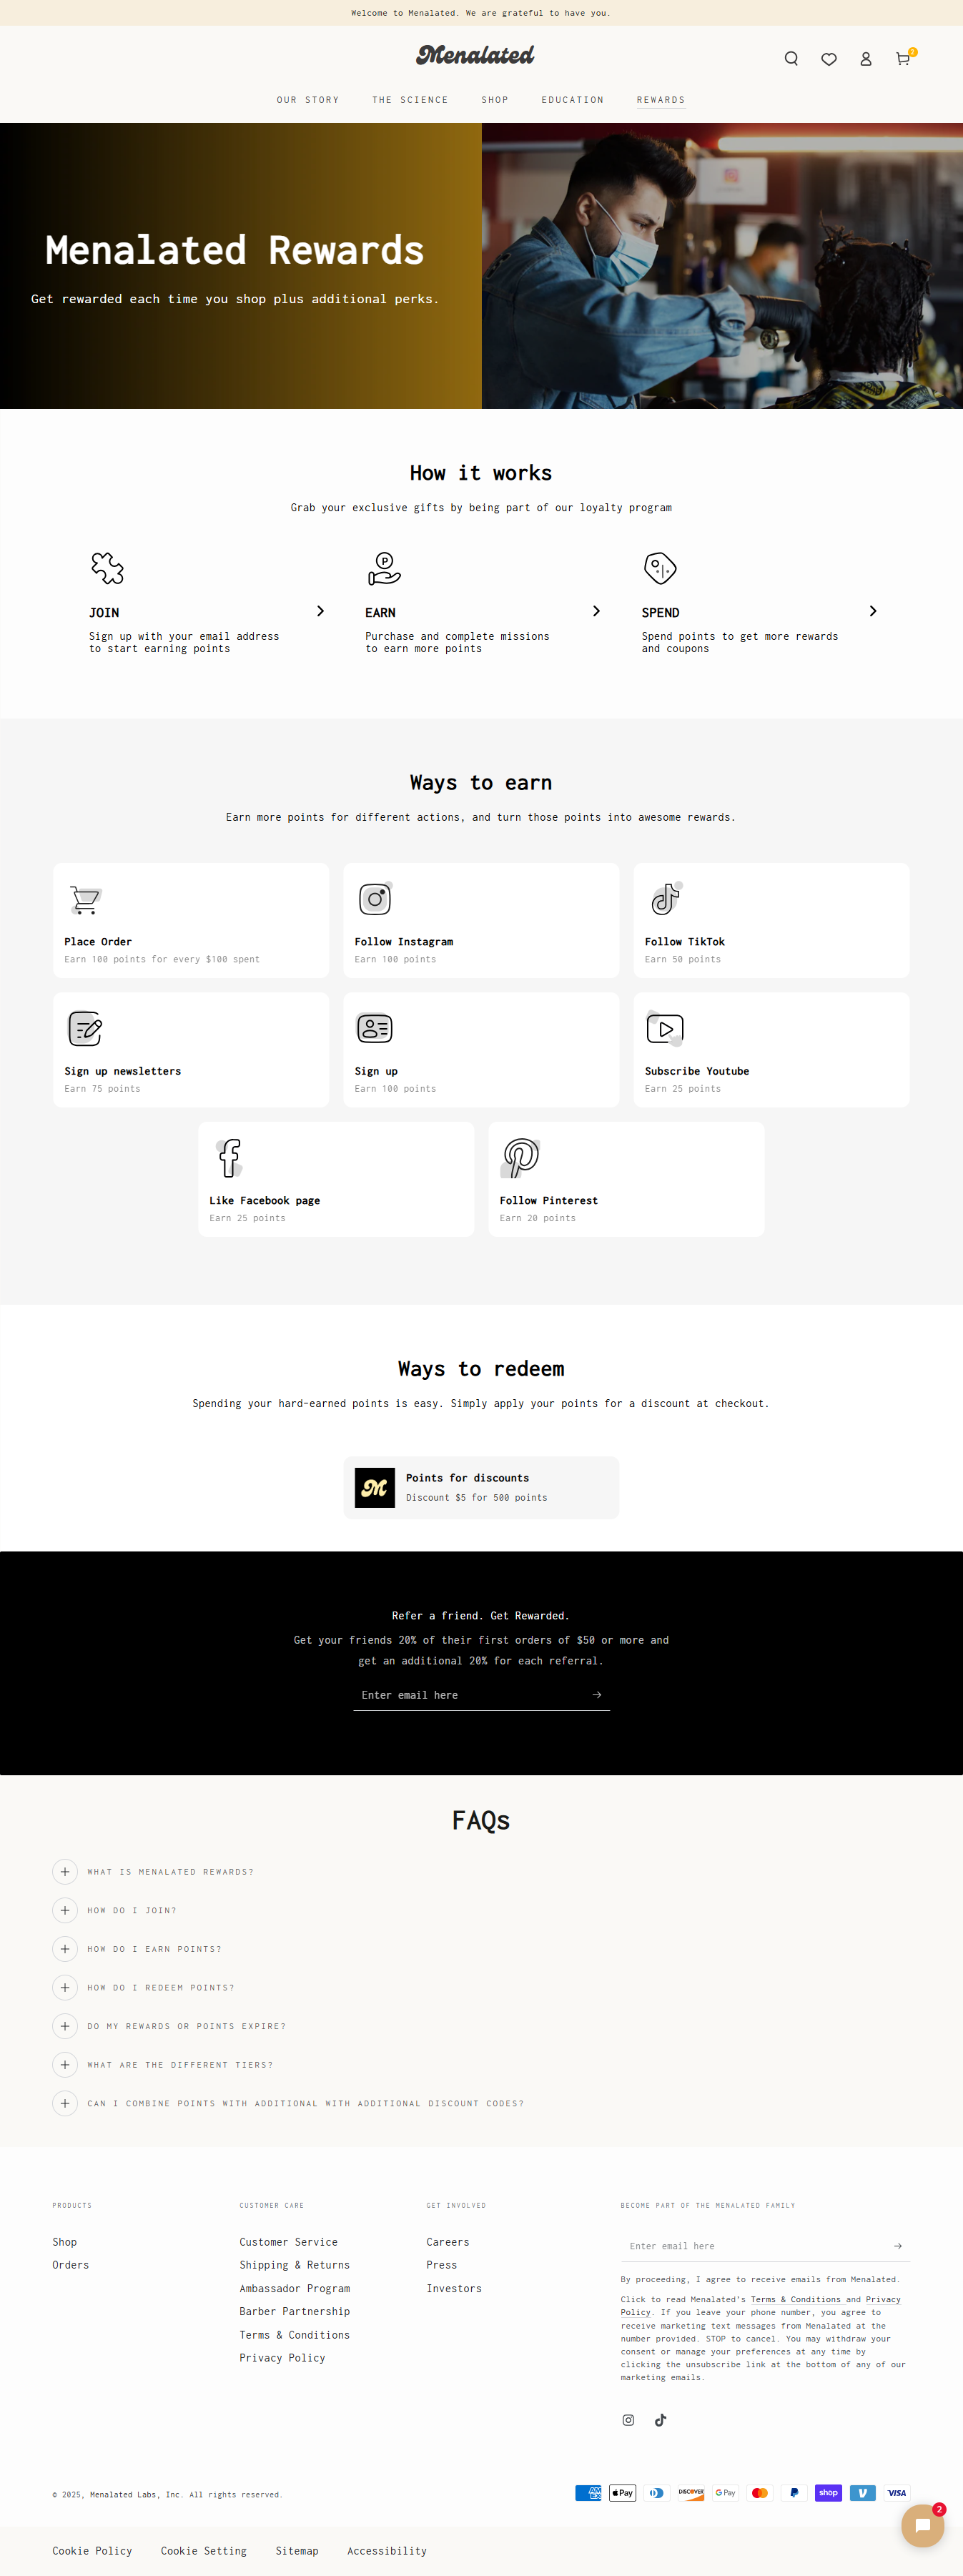 Welcome to Menalated. We are grateful to have you.
Menalated
2
OUR STORY THE SCIENCE SHOP EDUCATION REWARDS
Menalated Rewards
Get rewarded each time you shop plus additional perks.
How it works
Grab your exclusive gifts by being part of our loyalty program
P
JOIN
Sign up with your email address
to start earning points
EARN
Purchase and complete missions
to earn more points
SPEND
Spend points to get more rewards
and coupons
Ways to earn
Earn more points for different actions, and turn those points into awesome rewards.
Place Order
Earn 100 points for every $100 spent
Follow Instagram
Earn 100 points
Follow TikTok
Earn 50 points
Sign up newsletters
Earn 75 points
Sign up
Earn 100 points
Subscribe Youtube
Earn 25 points
Like Facebook page
Earn 25 points
Follow Pinterest
Earn 20 points
Ways to redeem
Spending your hard-earned points is easy. Simply apply your points for a discount at checkout.
M
Points for discounts
Discount $5 for 500 points
Refer a friend. Get Rewarded.
Get your friends 20% of their first orders of $50 or more and
get an additional 20% for each referral.
Enter email here
FAQs
WHAT IS MENALATED REWARDS?
HOW DO I JOIN?
HOW DO I EARN POINTS?
HOW DO I REDEEM POINTS?
DO MY REWARDS OR POINTS EXPIRE?
WHAT ARE THE DIFFERENT TIERS?
CAN I COMBINE POINTS WITH ADDITIONAL WITH ADDITIONAL DISCOUNT CODES?
PRODUCTS
Shop
Orders
CUSTOMER CARE
Customer Service
Shipping & Returns
Ambassador Program
Barber Partnership
Terms & Conditions
Privacy Policy
GET INVOLVED
Careers
Press
Investors
BECOME PART OF THE MENALATED FAMILY
Enter email here
By proceeding, I agree to receive emails from Menalated.
Click to read Menalated's Terms & Conditions and Privacy
Policy. If you leave your phone number, you agree to
receive marketing text messages from Menalated at the
number provided. STOP to cancel. You may withdraw your
consent or manage your preferences at any time by
clicking the unsubscribe link at the bottom of any of our
marketing emails.
© 2025, Menalated Labs, Inc. All rights reserved.
AMEX Pay DISCOVER G Pay shop VISA
2
Cookie Policy Cookie Setting Sitemap Accessibility